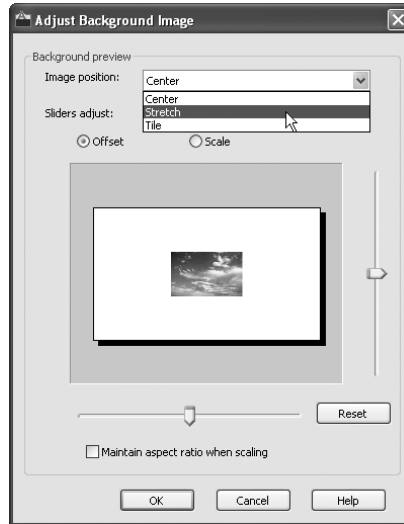 Adjust Background Image
Background preview
Image position:
Center
Center
Stretch
Tile
Sliders adjust:
Offset
Scale
Reset
Maintain aspect ratio when scaling
OK
Cancel
Help